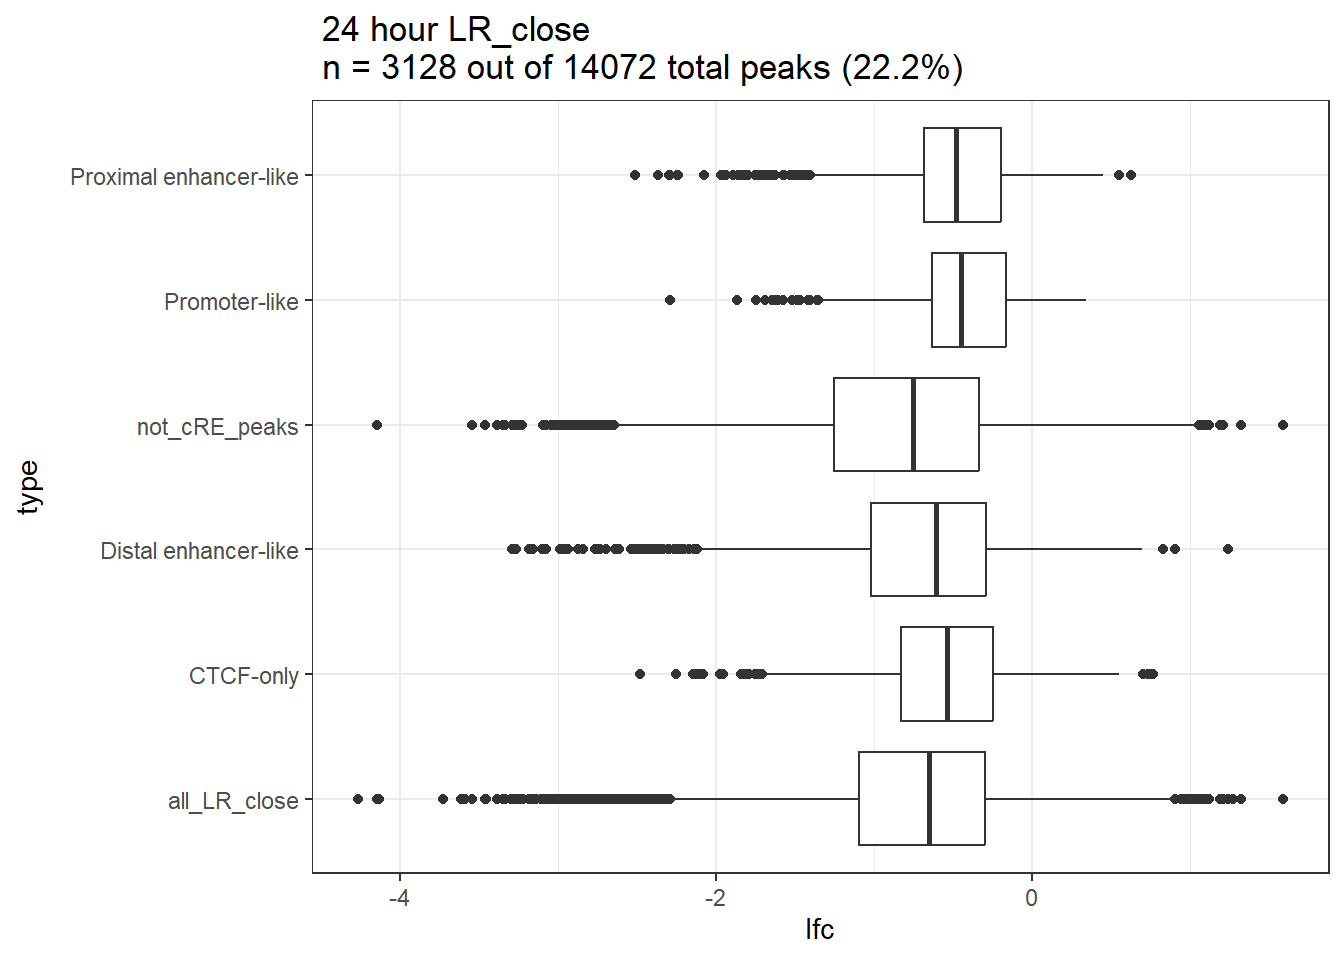 24 hour LR_close
n = 3128 out of 14072 total peaks (22.2%)
Proximal enhancer-like
Promoter-like
not_cRE_peaks
Distal enhancer-like
CTCF-only
all_LR_close
type
-4
-2
0
lfc